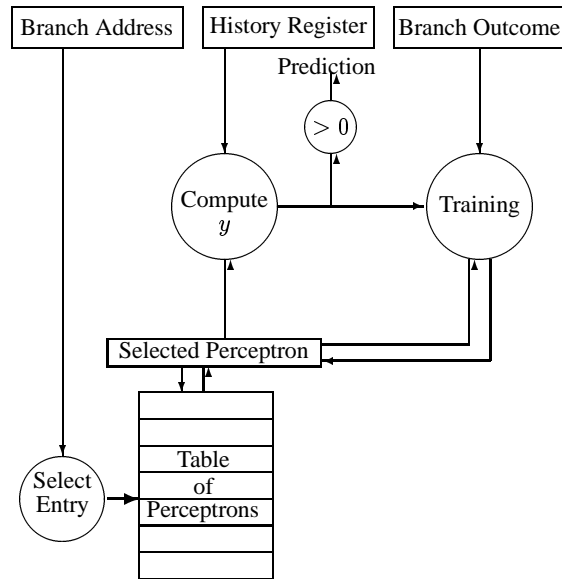 Branch Address
History Register
Branch Outcome
Prediction
> 0
Compute
y
Training
Selected Perceptron
Table
of
Perceptrons
Select
Entry